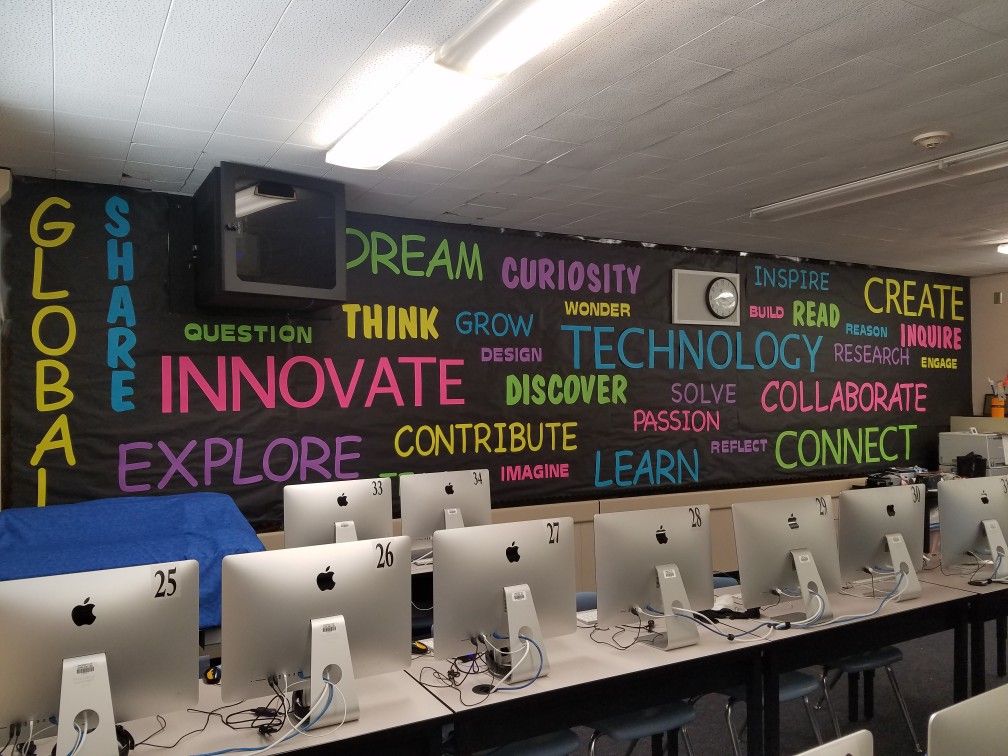 GLOBAL
SHARE
DREAM
CURIOSITY
INSPIRE
CREATE
QUESTION
THINK
GROW
WONDER
BUILD
READ
REASON
INQUIRE
INNOVATE
DESIGN
TECHNOLOGY
RESEARCH
ENGAGE
DISCOVER
SOLVE
COLLABORATE
PASSION
EXPLORE
CONTRIBUTE
IMAGINE
LEARN
REFLECT
CONNECT
33
34
25
26
27
28
29
30